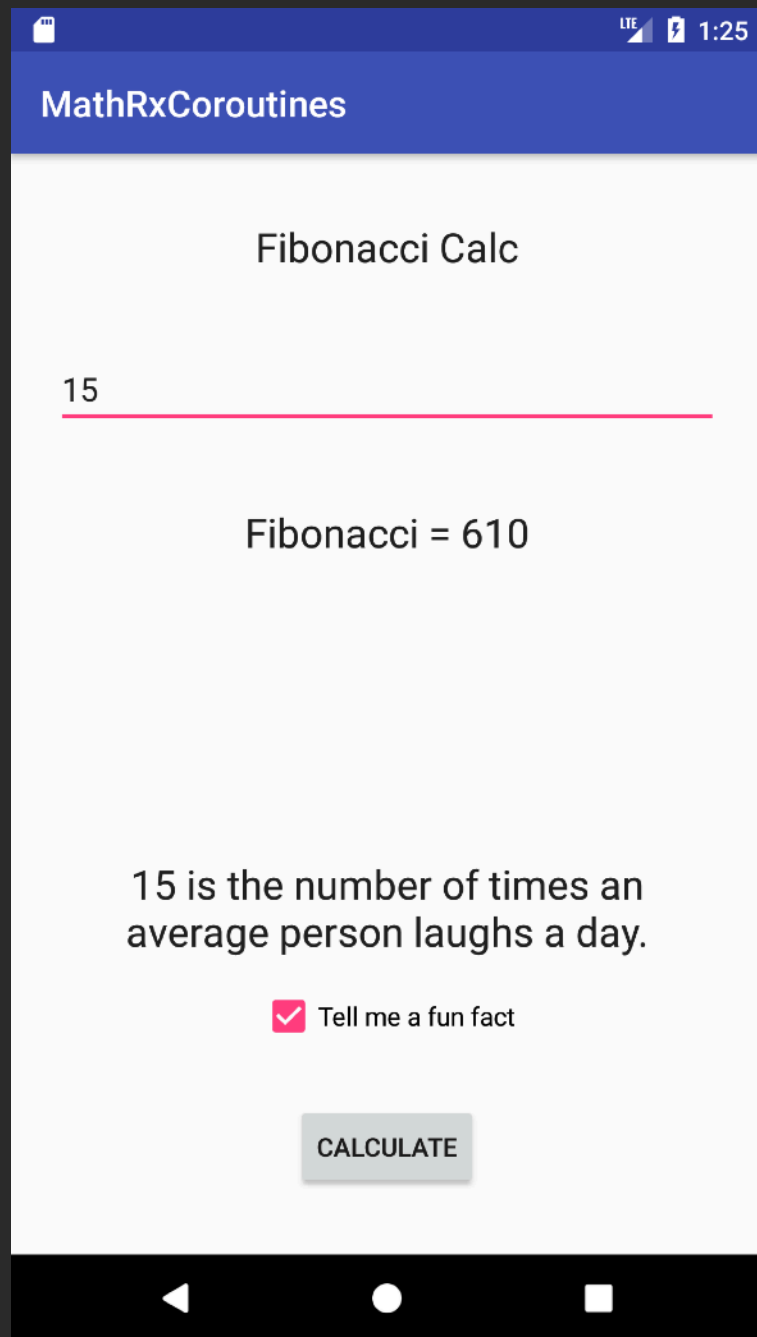 LTE 1:25
MathRxCoroutines
Fibonacci Calc
15
Fibonacci = 610
15 is the number of times an
average person laughs a day.
Tell me a fun fact
CALCULATE